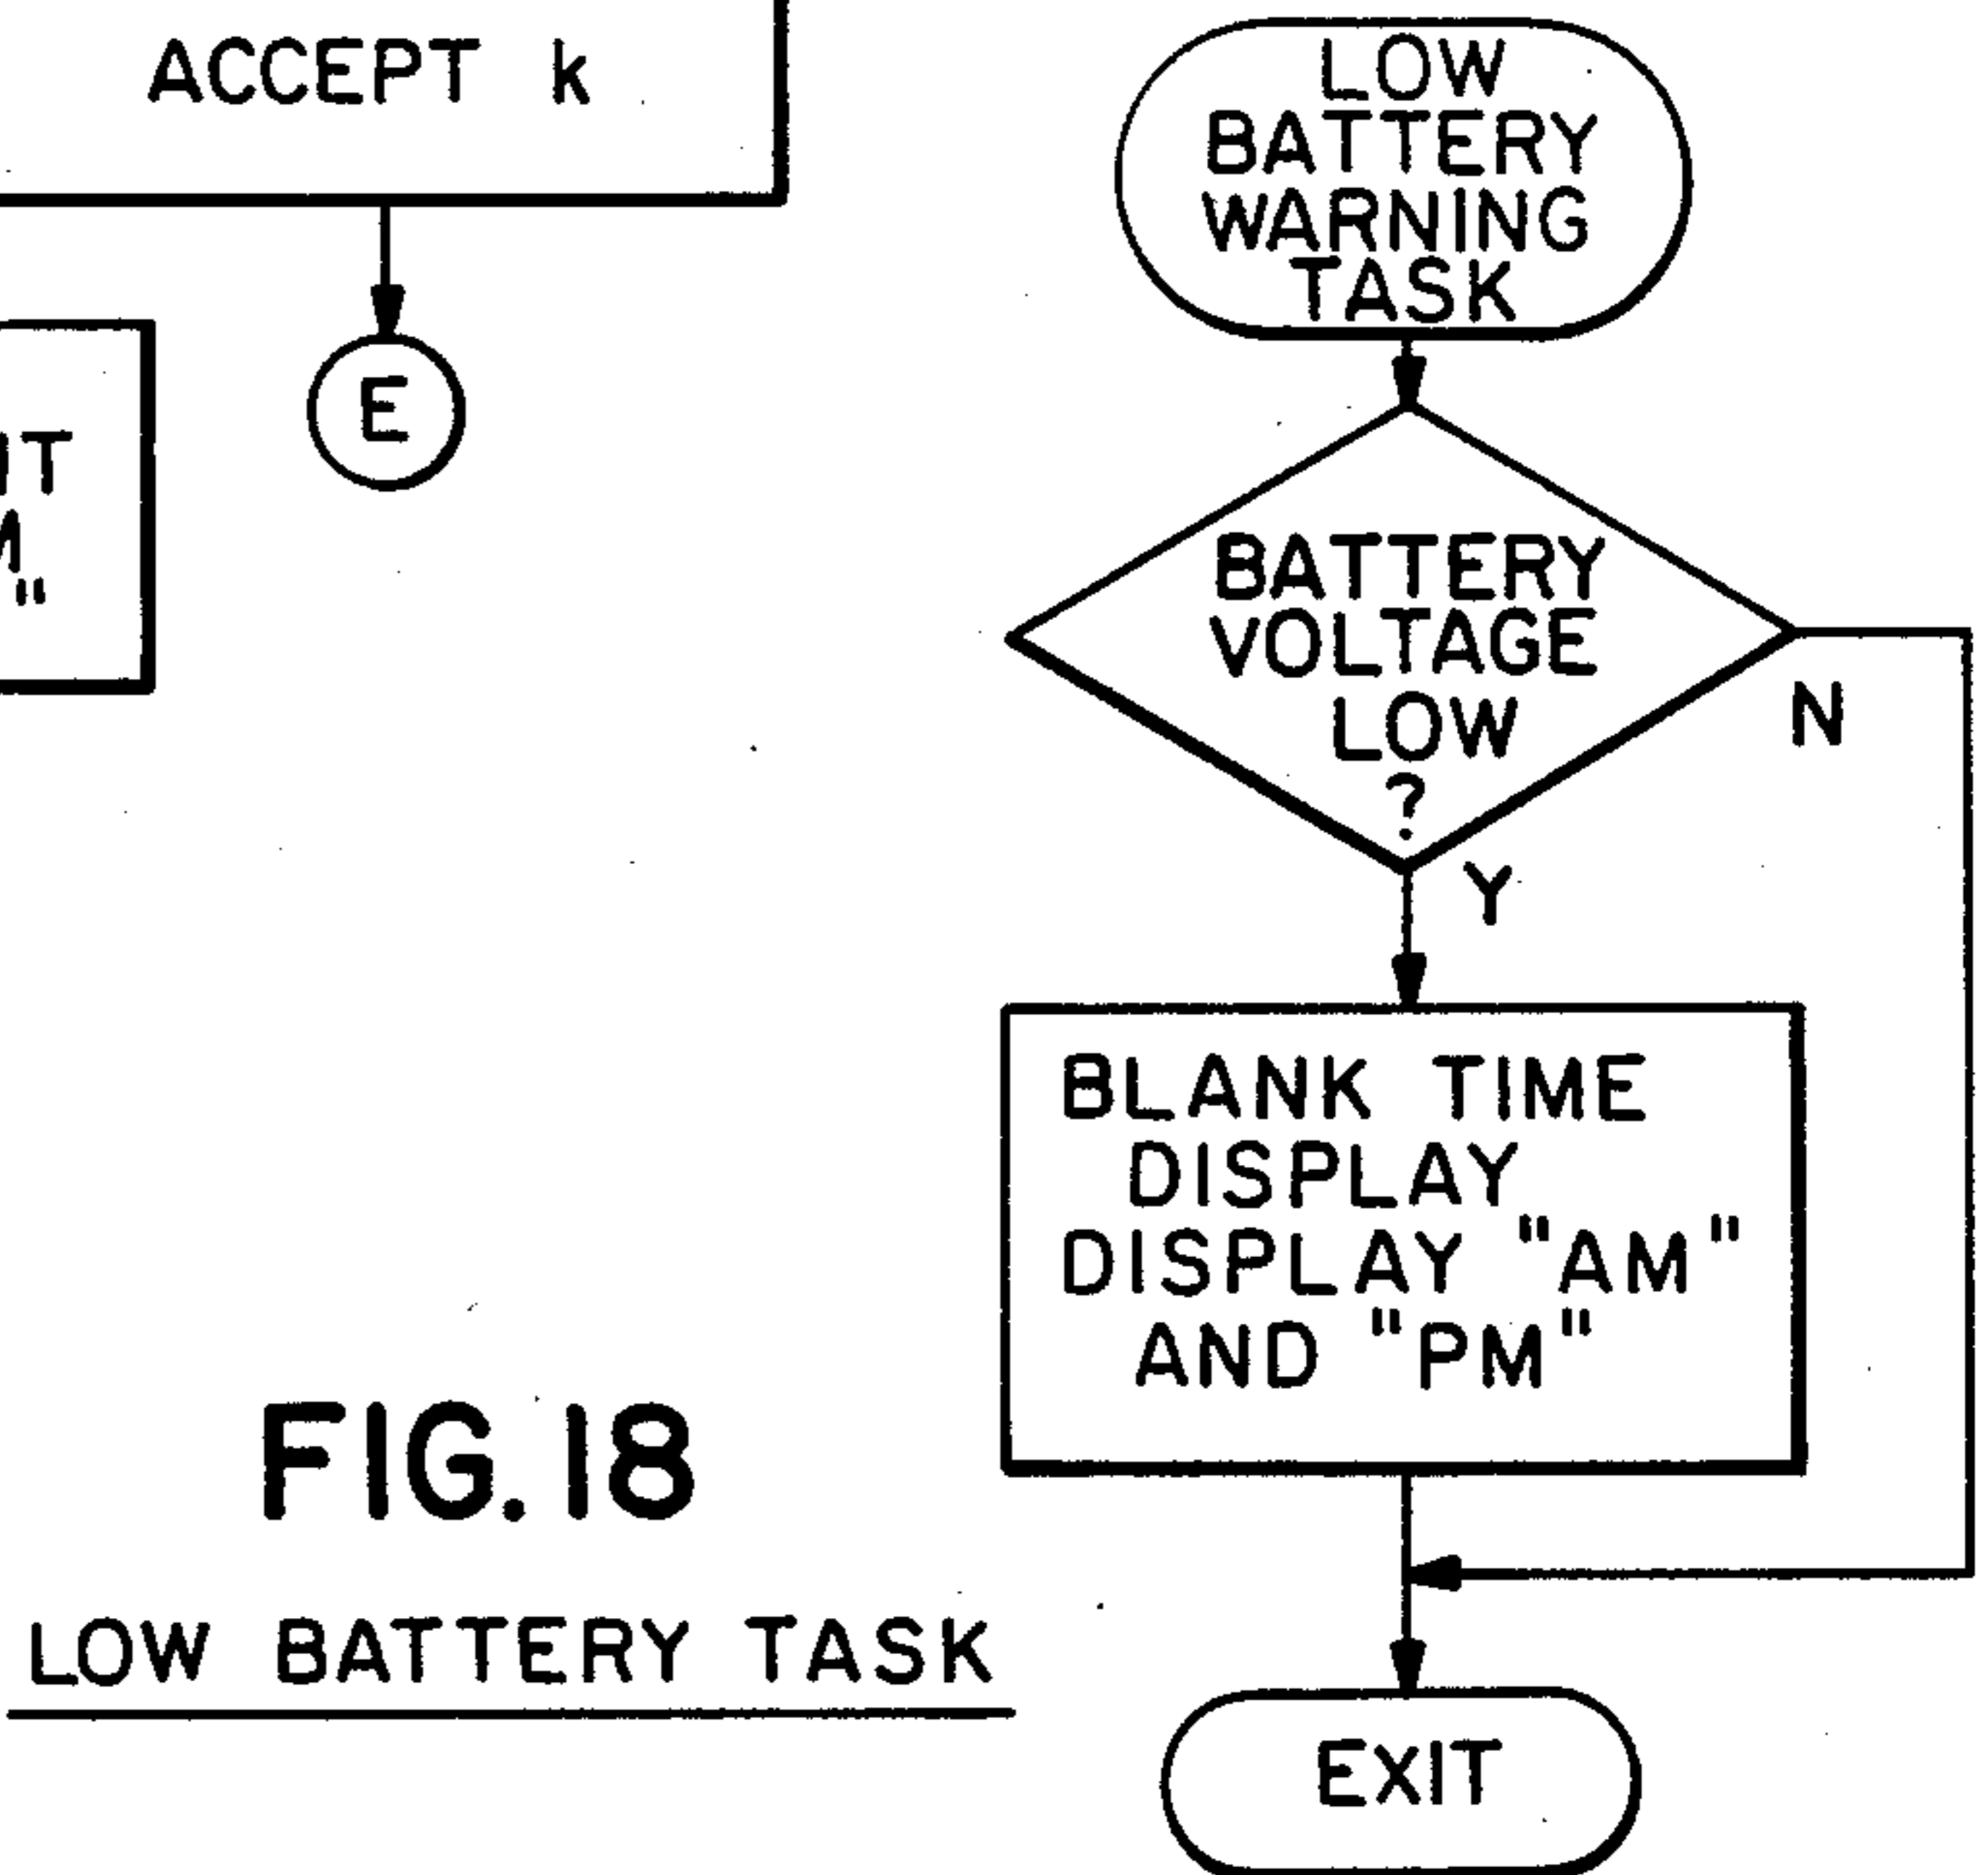 ACCEPT k
E
T
"
LOW
BATTERY
WARNING
TASK
BATTERY
VOLTAGE
LOW
?
N
Y
BLANK TIME
DISPLAY
DISPLAY "AM"
AND "PM"
EXIT
FIG.18
LOW BATTERY TASK